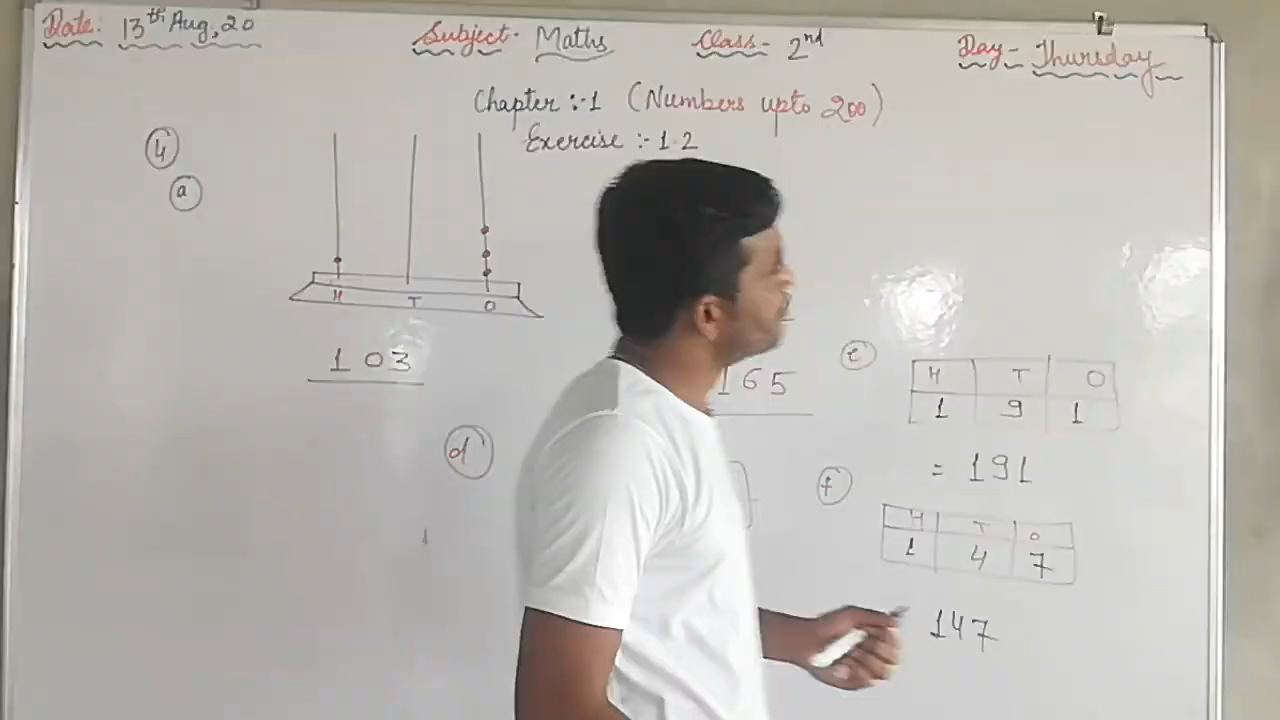 Date: 13th Aug, 20 Subject- Maths Class- 2nd Day- Thursday
Chapter :- 1 (Numbers upto 200)
Exercise :- 1.2
4
a
H T O
103
165
d
e
H T O
1 9 1
= 191
f
H T O
1 4 7
147